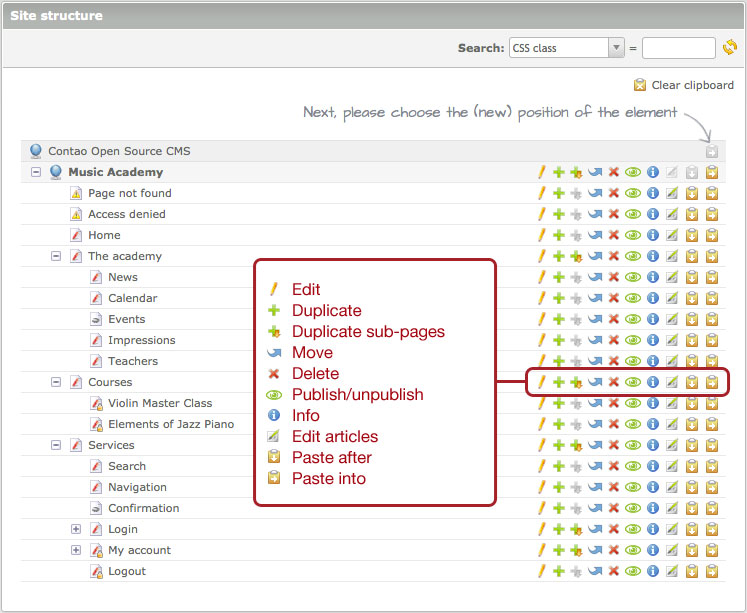 Site structure
Search: CSS class =
Clear clipboard
Next, please choose the (new) position of the element
Contao Open Source CMS
Music Academy
Page not found
Access denied
Home
The academy
News
Calendar
Events
Impressions
Teachers
Courses
Violin Master Class
Elements of Jazz Piano
Services
Search
Navigation
Confirmation
Login
My account
Logout
Edit
Duplicate
Duplicate sub-pages
Move
Delete
Publish/unpublish
Info
Edit articles
Paste after
Paste into